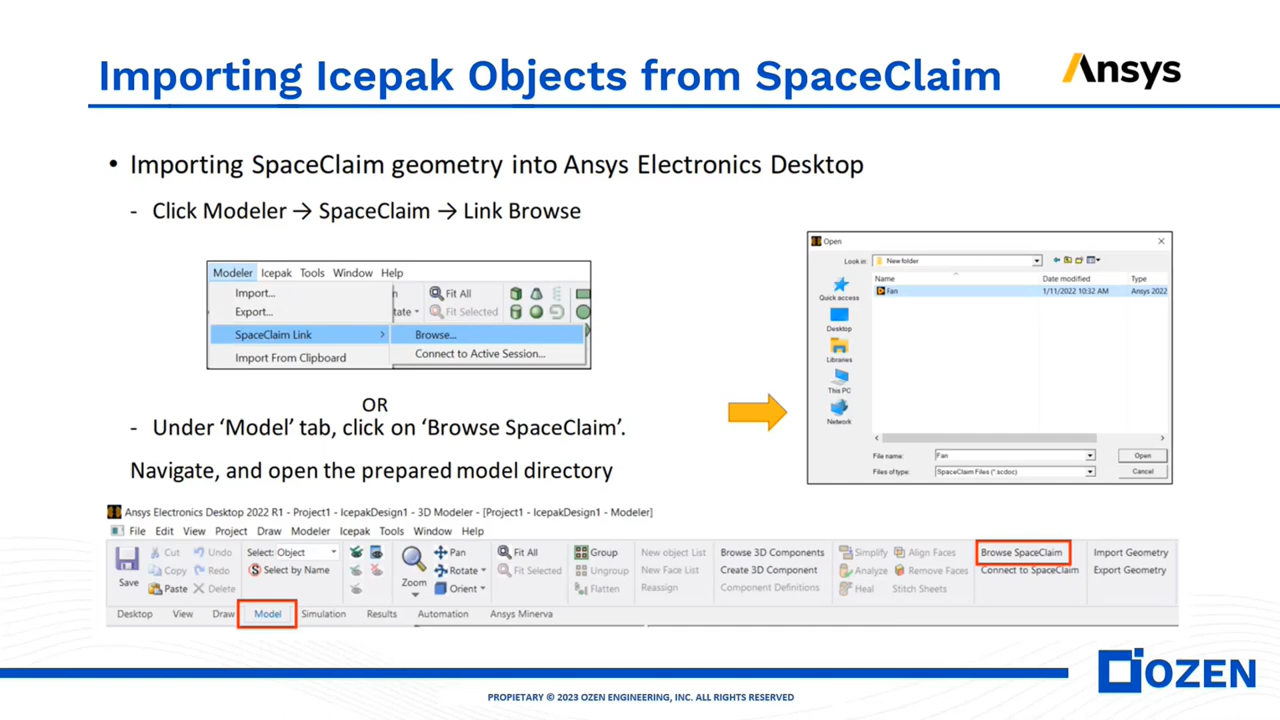 Importing Icepak Objects from SpaceClaim
Ansys
• Importing SpaceClaim geometry into Ansys Electronics Desktop
- Click Modeler → SpaceClaim → Link Browse
Modeler Icepak Tools Window Help
Import...
Export...
SpaceClaim Link >
Import From Clipboard
n Fit All
tate Fit Selected
Browse...
Connect to Active Session...
Open
Look in: New folder
Name Date modified Type
Fan 1/11/2022 10:32 AM Ansys 2022
Quick access
Desktop
Libraries
This PC
Network
File name: Fan Open
Files of type: SpaceClaim Files (*.scdoc) Cancel
OR
- Under ‘Model’ tab, click on ‘Browse SpaceClaim’.
Navigate, and open the prepared model directory
Ansys Electronics Desktop 2022 R1 - Project1 - IcepakDesign1 - 3D Modeler - [Project1 - IcepakDesign1 - Modeler]
File Edit View Project Draw Modeler Icepak Tools Window Help
Save
Cut Undo
Copy Redo
Paste Delete
Select: Object
Select by Name
Zoom
Pan
Rotate
Orient
Fit All
Fit Selected
Group
Ungroup
Flatten
New object List
New Face List
Reassign
Browse 3D Components
Create 3D Component
Component Definitions
Simplify Align Faces
Analyze Remove Faces
Heal Stitch Sheets
Browse SpaceClaim
Connect to SpaceClaim
Import Geometry
Export Geometry
Desktop View Draw Model Simulation Results Automation Ansys Minerva
OZEN
PROPIETARY © 2023 OZEN ENGINEERING, INC. ALL RIGHTS RESERVED